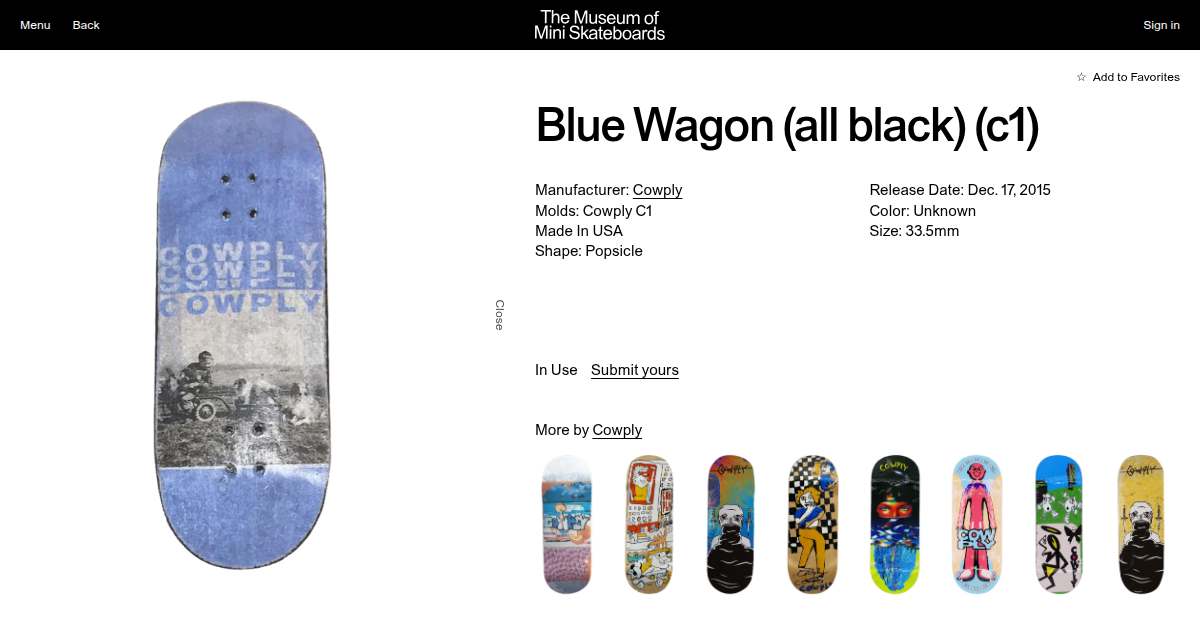 Menu
Back
The Museum of
Mini Skateboards
Sign in
☆ Add to Favorites
Blue Wagon (all black) (c1)
Manufacturer: Cowply
Molds: Cowply C1
Made In USA
Shape: Popsicle
Release Date: Dec. 17, 2015
Color: Unknown
Size: 33.5mm
COWPLY
COWPLY
COWPLY
COWPLY
Close
In Use Submit yours
More by Cowply
COWPLY